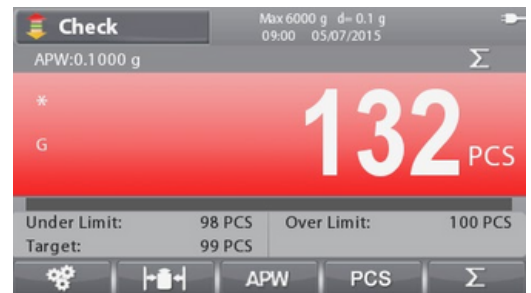 Check
Max 6000 g d= 0.1 g
09:00 05/07/2015
APW:0.1000 g Σ
*
G
132 PCS
Under Limit: 98 PCS Over Limit: 100 PCS
Target: 99 PCS
APW PCS Σ